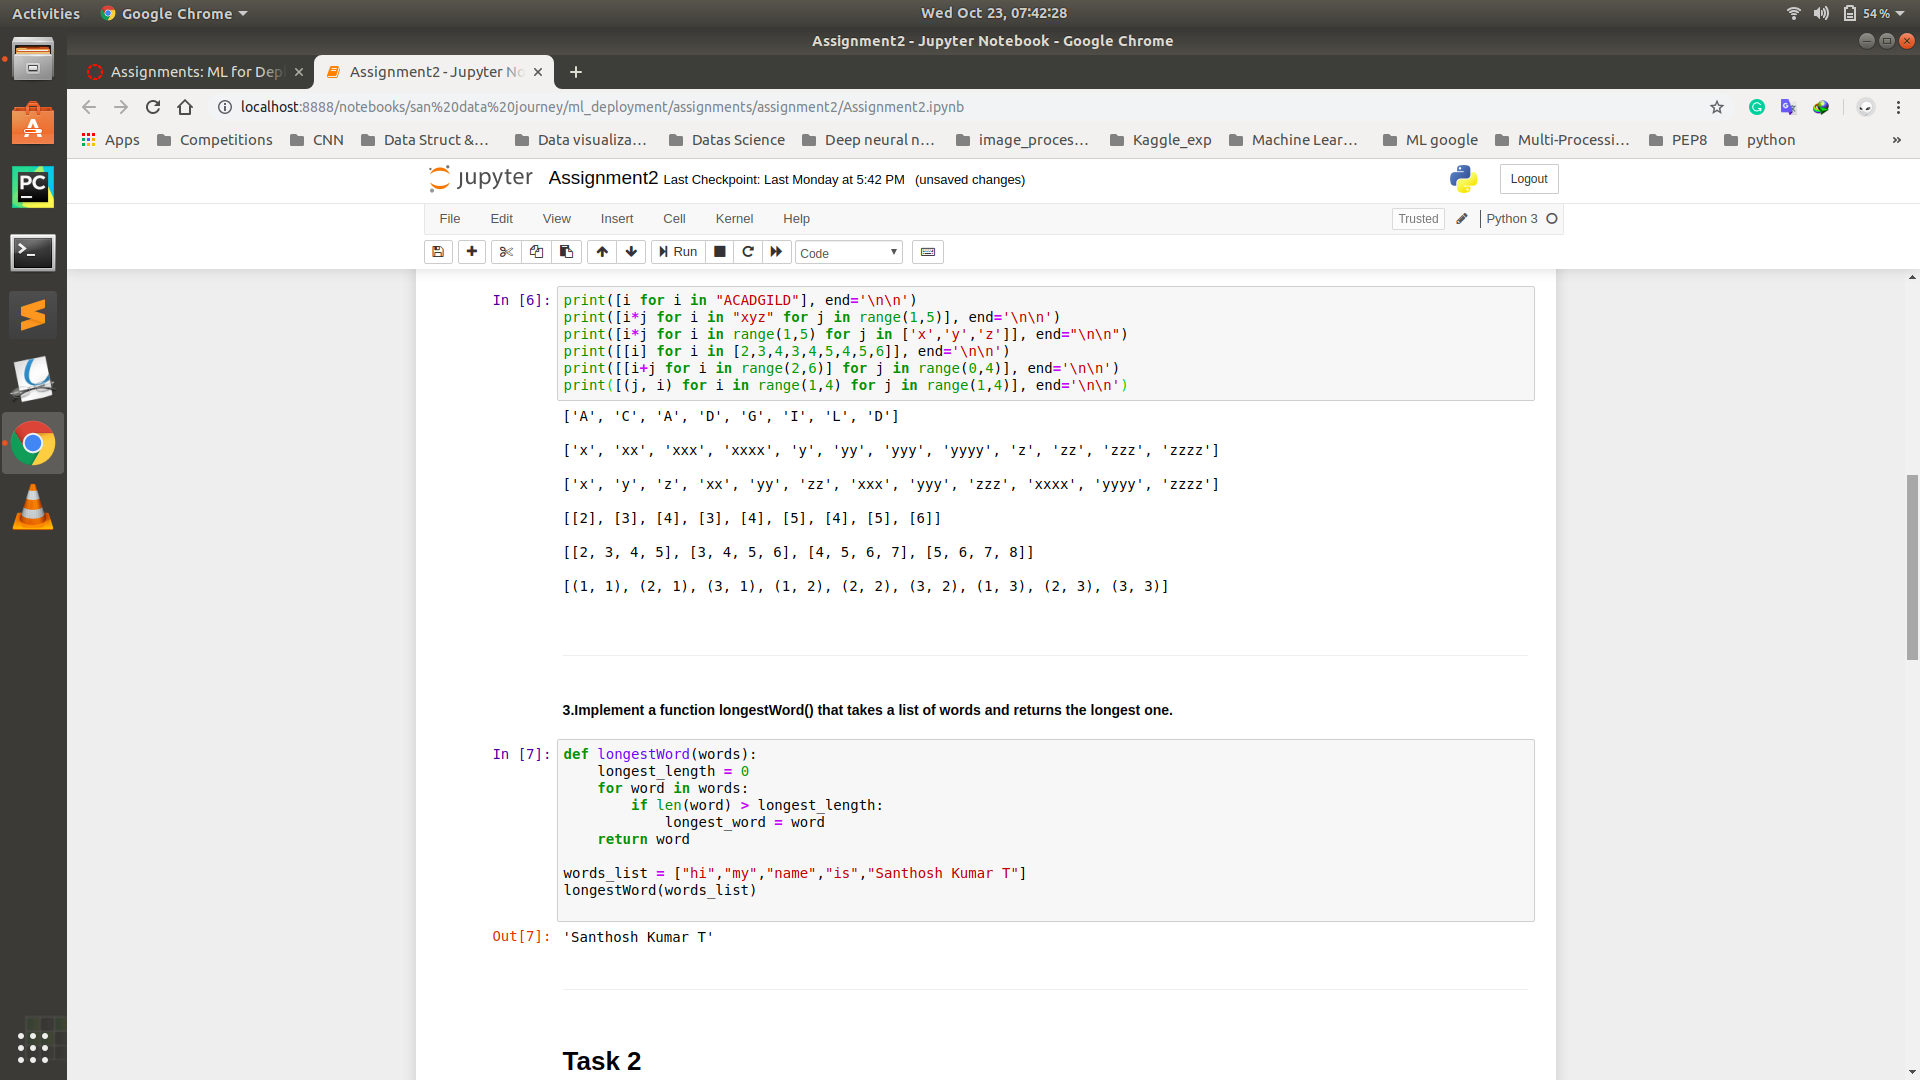 Activities
Google Chrome
Wed Oct 23, 07:42:28
54 %
Assignment2 - Jupyter Notebook - Google Chrome
Assignments: ML for Dep
Assignment2 - Jupyter No
localhost:8888/notebooks/san%20data%20journey/ml_deployment/assignments/assignment2/Assignment2.ipynb
Apps
Competitions
CNN
Data Struct &...
Data visualiza...
Datas Science
Deep neural n...
image_proces...
Kaggle_exp
Machine Lear...
ML google
Multi-Processi...
PEP8
python
»
jupyter
Assignment2 Last Checkpoint: Last Monday at 5:42 PM (unsaved changes)
Logout
File
Edit
View
Insert
Cell
Kernel
Help
Trusted
Python 3
Run
Code
In [6]:
print([i for i in "ACADGILD"], end='\n\n')
print([i*j for i in "xyz" for j in range(1,5)], end='\n\n')
print([i*j for i in range(1,5) for j in ['x','y','z']], end="\n\n")
print([[i] for i in [2,3,4,3,4,5,4,5,6]], end='\n\n')
print([[i+j for i in range(2,6)] for j in range(0,4)], end='\n\n')
print([(j, i) for i in range(1,4) for j in range(1,4)], end='\n\n')
['A', 'C', 'A', 'D', 'G', 'I', 'L', 'D']
['x', 'xx', 'xxx', 'xxxx', 'y', 'yy', 'yyy', 'yyyy', 'z', 'zz', 'zzz', 'zzzz']
['x', 'y', 'z', 'xx', 'yy', 'zz', 'xxx', 'yyy', 'zzz', 'xxxx', 'yyyy', 'zzzz']
[[2], [3], [4], [3], [4], [5], [4], [5], [6]]
[[2, 3, 4, 5], [3, 4, 5, 6], [4, 5, 6, 7], [5, 6, 7, 8]]
[(1, 1), (2, 1), (3, 1), (1, 2), (2, 2), (3, 2), (1, 3), (2, 3), (3, 3)]
3.Implement a function longestWord() that takes a list of words and returns the longest one.
In [7]:
def longestWord(words):
    longest_length = 0
    for word in words:
        if len(word) > longest_length:
            longest_word = word
    return word
words_list = ["hi","my","name","is","Santhosh Kumar T"]
longestWord(words_list)
Out[7]:
'Santhosh Kumar T'
Task 2